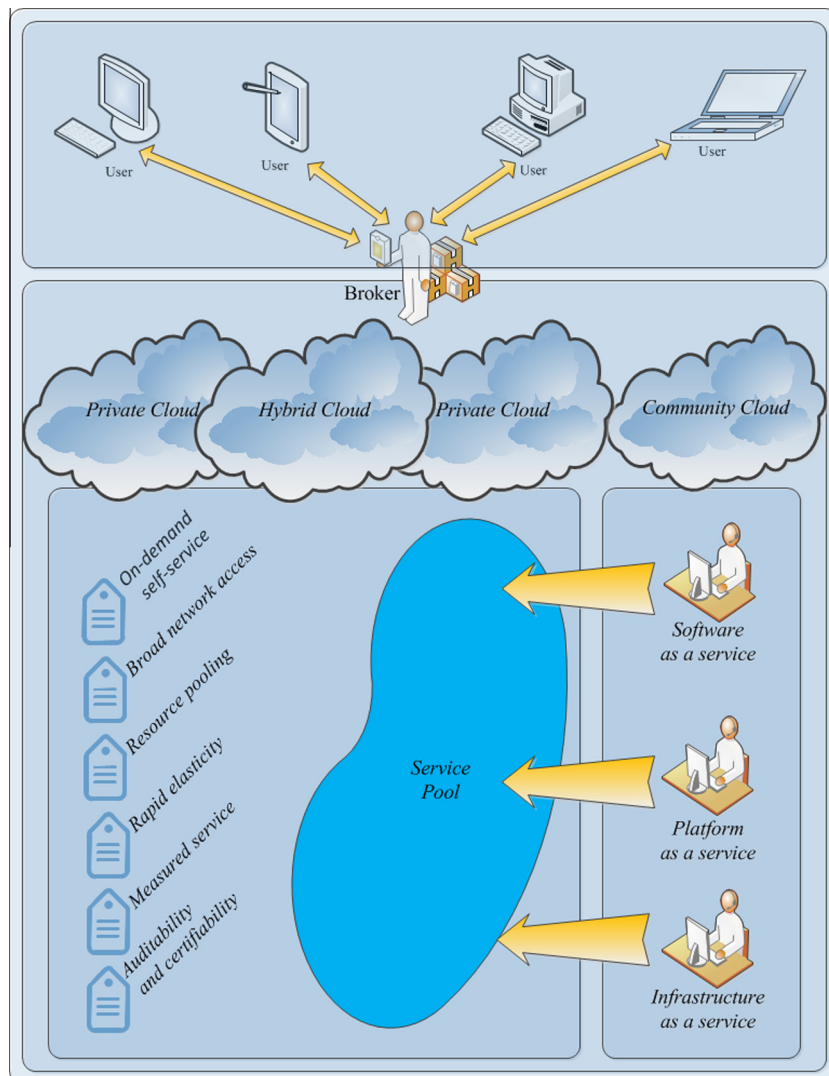 User
User
User
User
Broker
Private Cloud
Hybrid Cloud
Private Cloud
Community Cloud
On-demand
self-service
Broad network access
Resource pooling
Rapid elasticity
Measured service
Auditability
and certifiability
Service
Pool
Software
as a service
Platform
as a service
Infrastructure
as a service